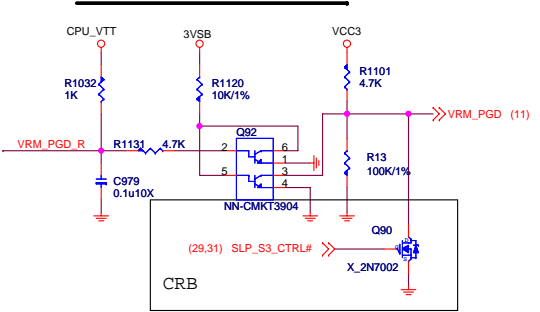 CPU_VTT 3VSB VCC3
R1032
1K
R1120
10K/1%
R1101
4.7K
VRM_PGD (11)
Q92
VRM_PGD_R R1131 4.7K 2 6
1
R13
100K/1%
5 3
4
C979
0.1u10X
NN-CMKT3904
Q90
(29,31) SLP_S3_CTRL#
X_2N7002
CRB